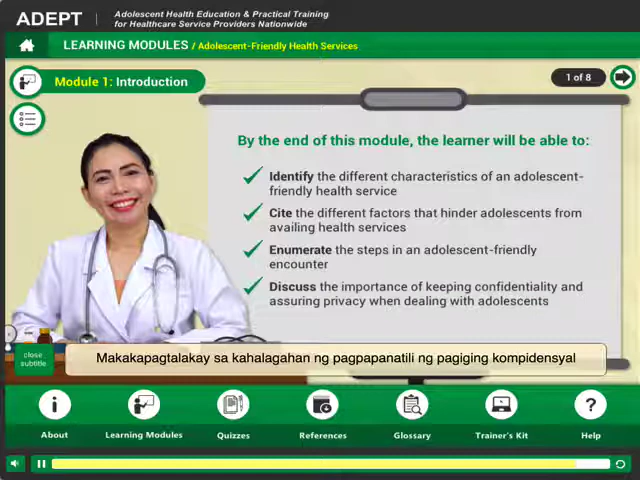 ADEPT
Adolescent Health Education & Practical Training
for Healthcare Service Providers Nationwide
LEARNING MODULES / Adolescent-Friendly Health Services
Module 1: Introduction
1 of 8
By the end of this module, the learner will be able to:
Identify the different characteristics of an adolescent-
friendly health service
Cite the different factors that hinder adolescents from
availing health services
Enumerate the steps in an adolescent-friendly
encounter
Discuss the importance of keeping confidentiality and
assuring privacy when dealing with adolescents
close
subtitle
Makakapagtalakay sa kahalagahan ng pagpapanatili ng pagiging kompidensyal
About
Learning Modules
Quizzes
References
Glossary
Trainer's Kit
Help